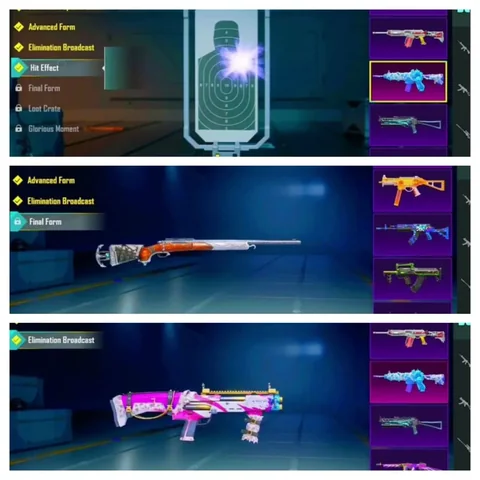 Advanced Form
Elimination Broadcast
Hit Effect
Final Form
Loot Crate
Glorious Moment
Advanced Form
Elimination Broadcast
Final Form
Elimination Broadcast